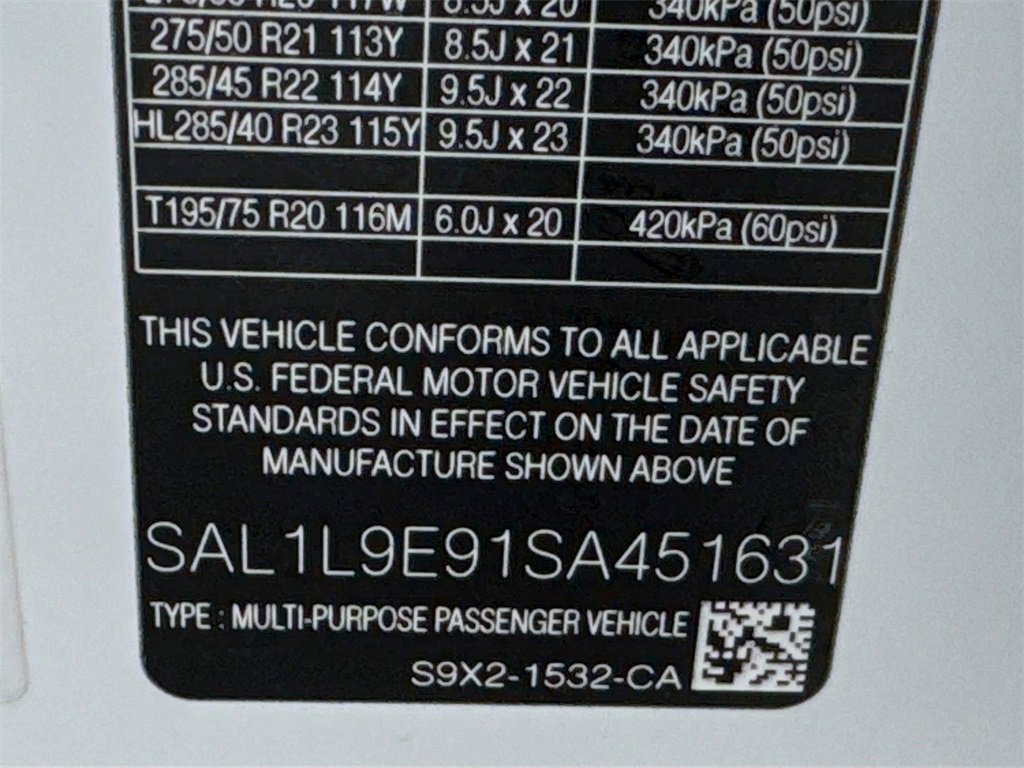 340kPa (50psi)
275/50 R21 113Y 8.5J x 21 340kPa (50psi)
285/45 R22 114Y 9.5J x 22 340kPa (50psi)
HL285/40 R23 115Y 9.5J x 23 340kPa (50psi)
T195/75 R20 116M 6.0J x 20 420kPa (60psi)
THIS VEHICLE CONFORMS TO ALL APPLICABLE
U.S. FEDERAL MOTOR VEHICLE SAFETY
STANDARDS IN EFFECT ON THE DATE OF
MANUFACTURE SHOWN ABOVE
SAL1L9E91SA451631
TYPE : MULTI-PURPOSE PASSENGER VEHICLE
S9X2-1532-CA